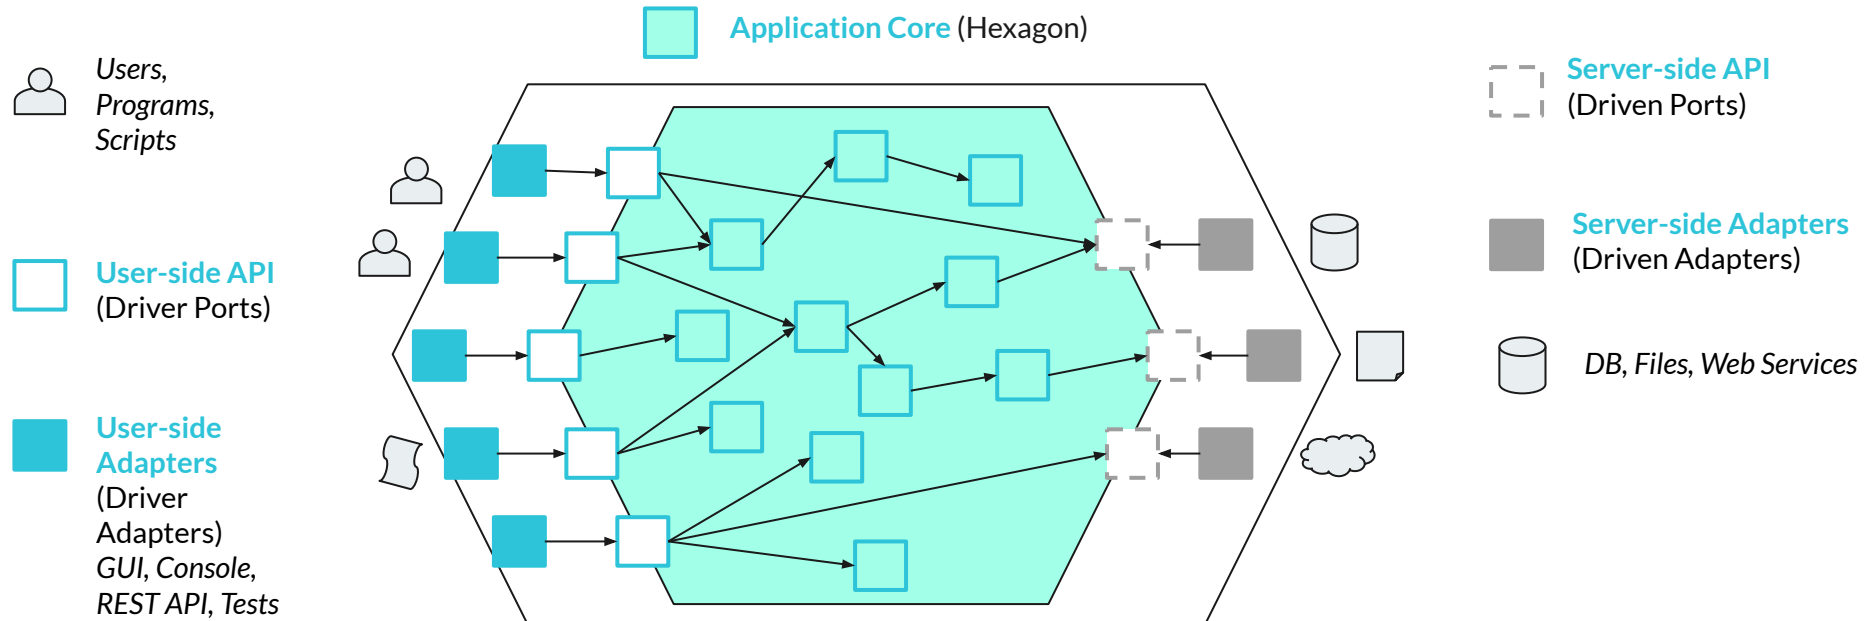 Application Core (Hexagon)
Users,
Programs,
Scripts
User-side API
(Driver Ports)
User-side
Adapters
(Driver
Adapters)
GUI, Console,
REST API, Tests
Server-side API
(Driven Ports)
Server-side Adapters
(Driven Adapters)
DB, Files, Web Services